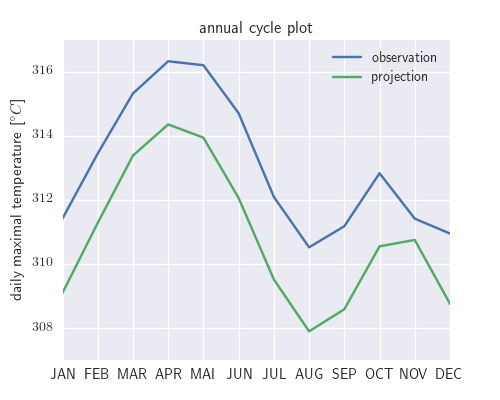 annual cycle plot
observation
projection
daily maximal temperature [°C]
316
314
312
310
308
JAN FEB MAR APR MAI JUN JUL AUG SEP OCT NOV DEC